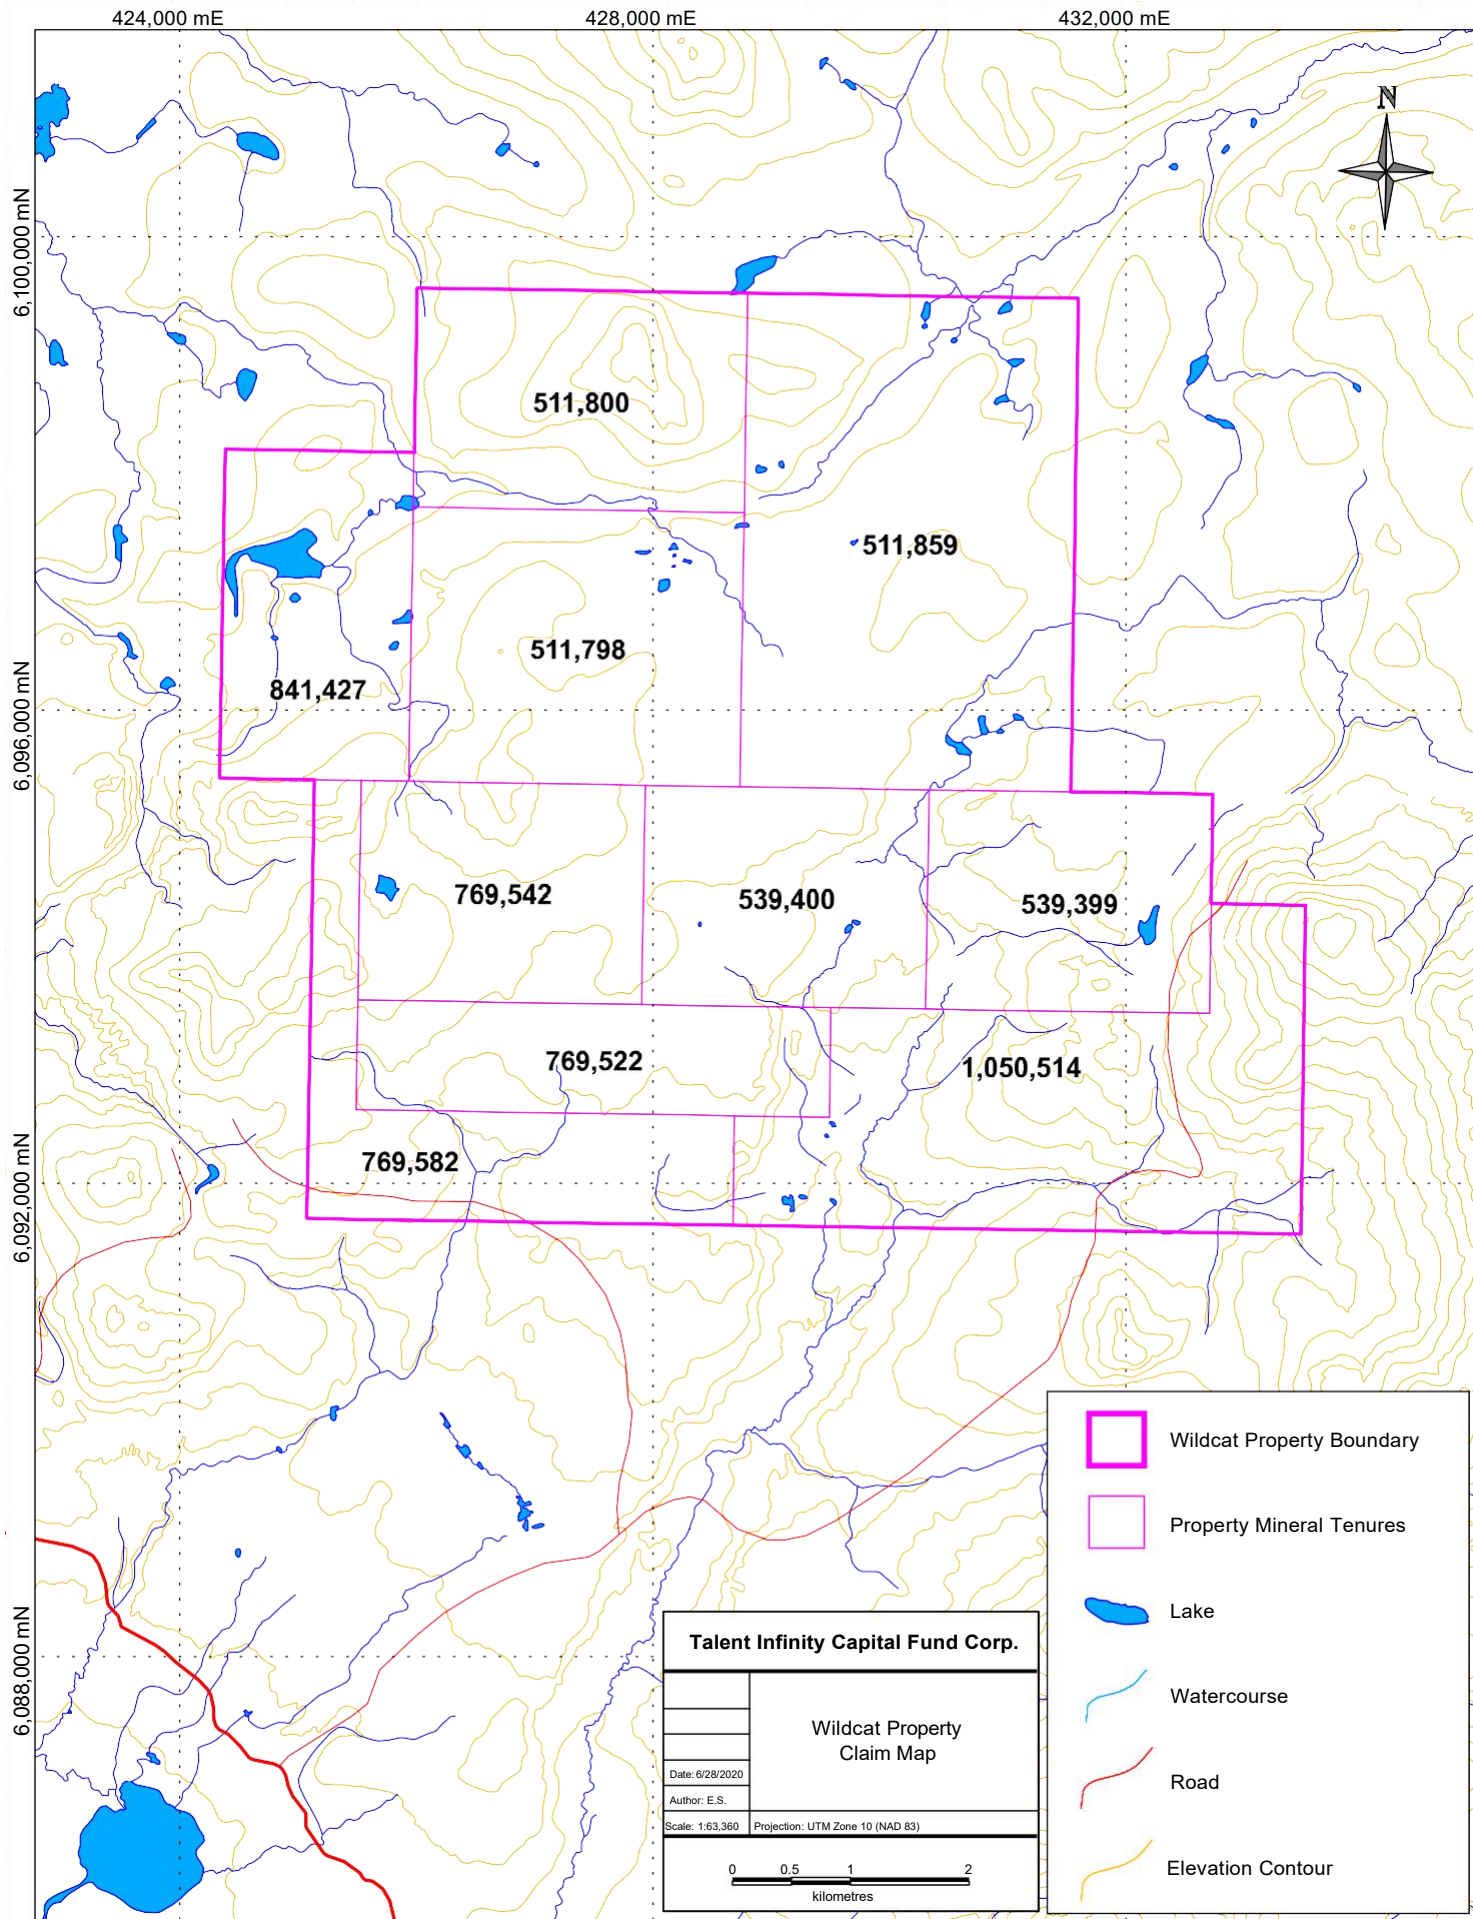 424,000 mE
428,000 mE
432,000 mE
6,100,000 mN
6,096,000 mN
6,092,000 mN
6,088,000 mN
N
511,800
511,859
511,798
841,427
769,542
539,400
539,399
769,522
1,050,514
769,582
Wildcat Property Boundary
Property Mineral Tenures
Lake
Watercourse
Road
Elevation Contour
Talent Infinity Capital Fund Corp.
Wildcat Property
Claim Map
Date: 6/28/2020
Author: E.S.
Scale: 1:63,360
Projection: UTM Zone 10 (NAD 83)
0 0.5 1 2
kilometres